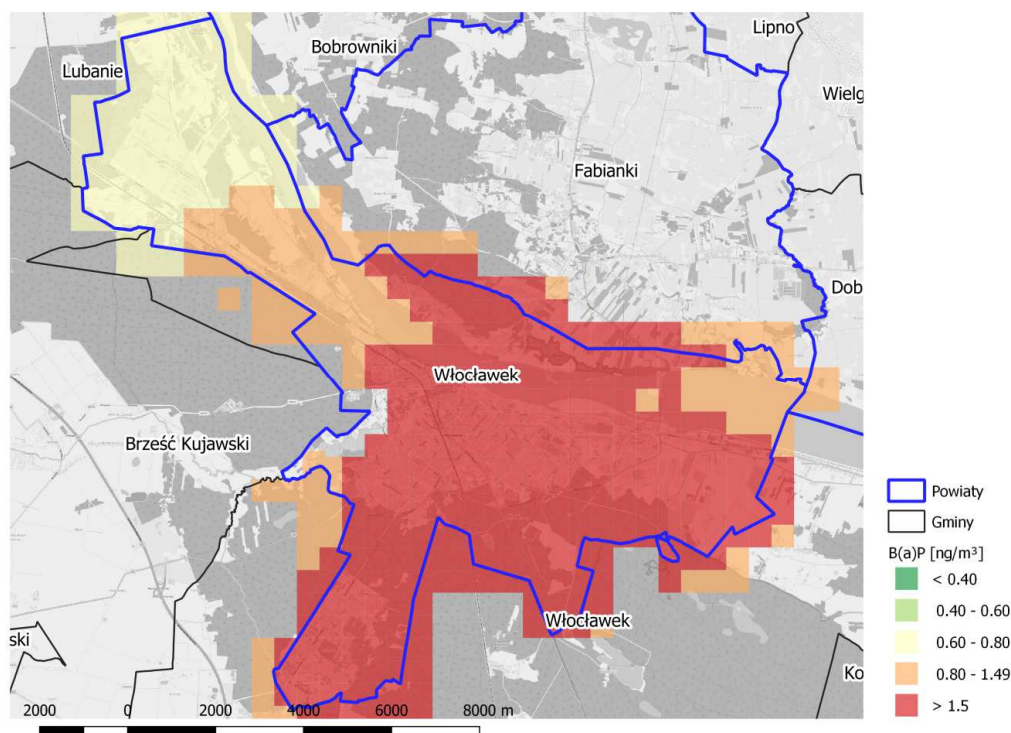 Lipno
Bobrowniki
Lubanie
Wielg
Fabianki
Dob
Włocławek
Brześć Kujawski
Powiaty
Gminy
B(a)P [ng/m³]
< 0.40
0.40 - 0.60
0.60 - 0.80
0.80 - 1.49
> 1.5
Włocławek
ski
Ko
2000 0 2000 4000 6000 8000 m